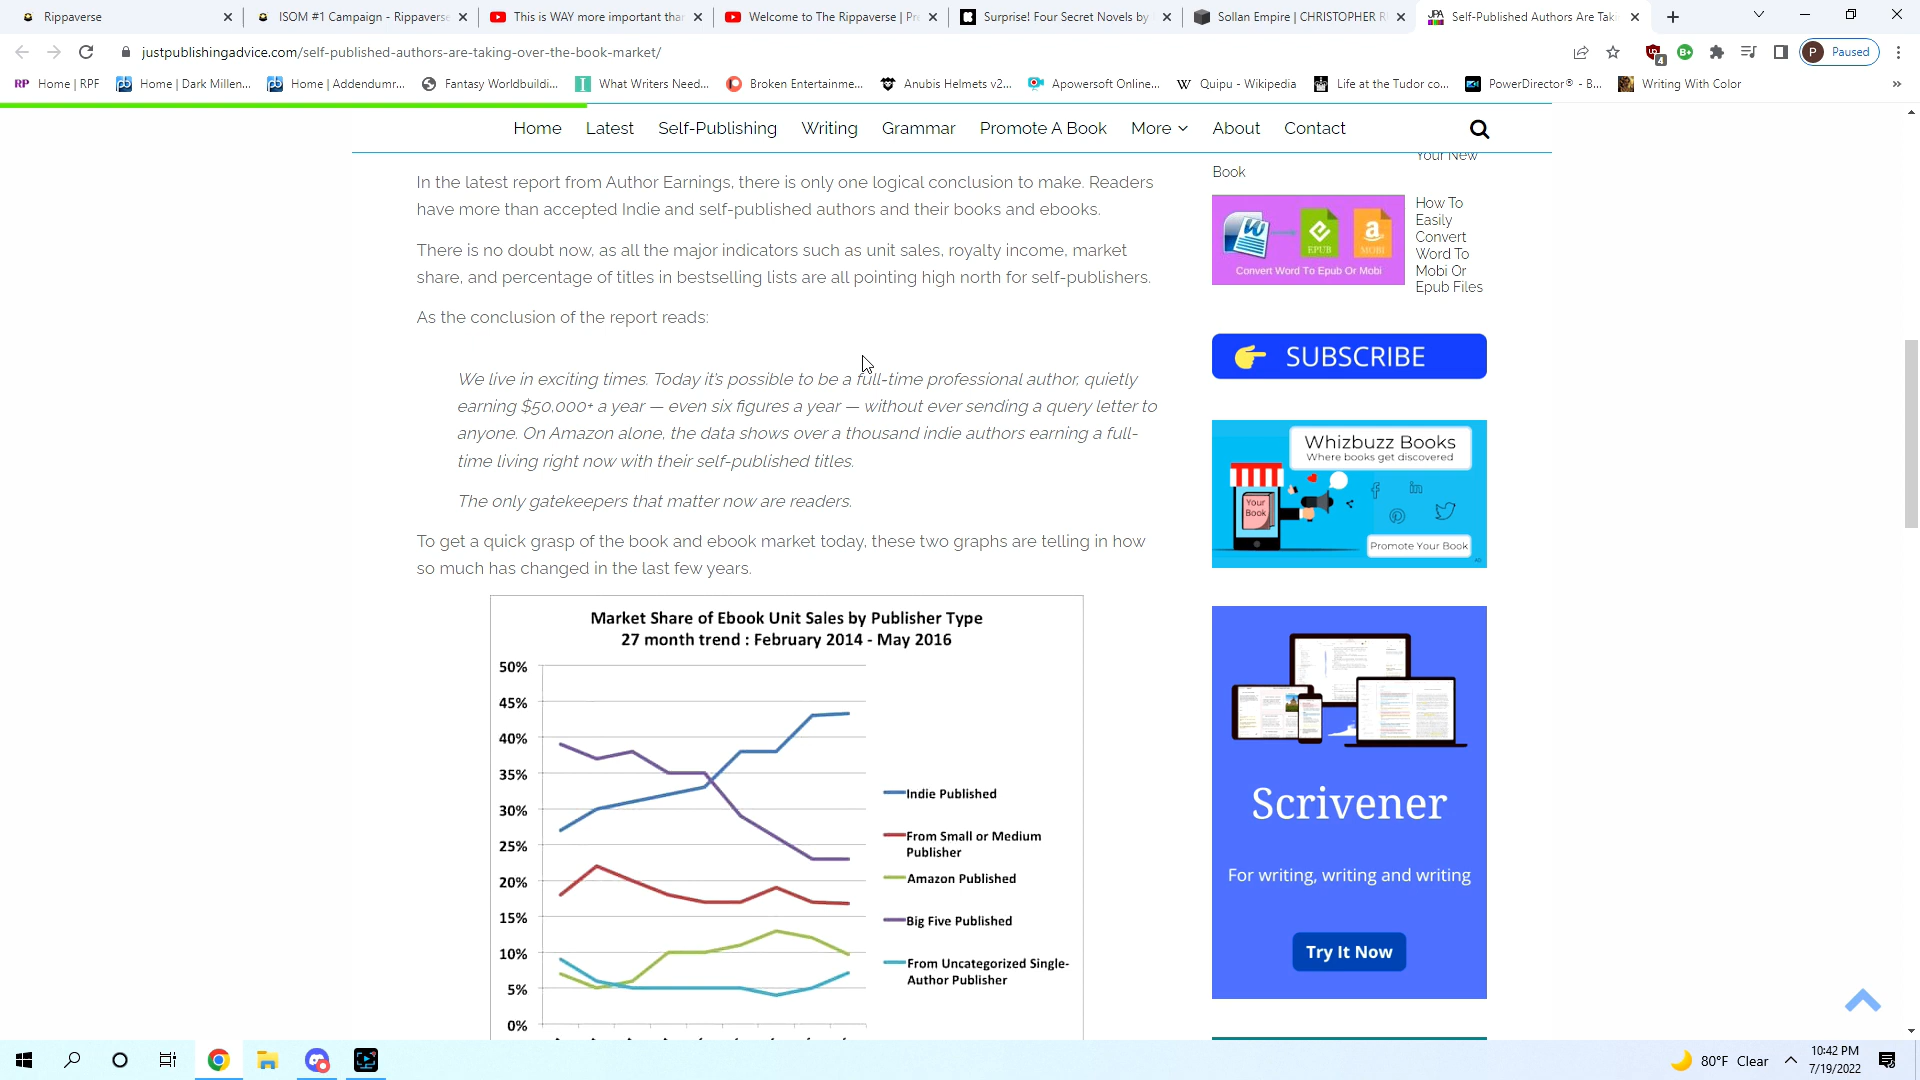 Rippaverse
ISOM #1 Campaign - Rippaverse
This is WAY more important than
Welcome to The Rippaverse | Pre
Surprise! Four Secret Novels by
Sollan Empire | CHRISTOPHER R
JPA
Self-Published Authors Are Taki
justpublishingadvice.com/self-published-authors-are-taking-over-the-book-market/
4
B+
P Paused
RP Home | RPF
Home | Dark Millen...
Home | Addendumr...
Fantasy Worldbuildi...
What Writers Need...
Broken Entertainme...
Anubis Helmets v2...
Apowersoft Online...
W Quipu - Wikipedia
Life at the Tudor co...
PowerDirector® - B...
Writing With Color
»
Home Latest Self-Publishing Writing Grammar Promote A Book More About Contact
In the latest report from Author Earnings, there is only one logical conclusion to make. Readers
have more than accepted Indie and self-published authors and their books and ebooks.
There is no doubt now, as all the major indicators such as unit sales, royalty income, market
share, and percentage of titles in bestselling lists are all pointing high north for self-publishers.
As the conclusion of the report reads:
We live in exciting times. Today it's possible to be a full-time professional author, quietly
earning $50,000+ a year — even six figures a year — without ever sending a query letter to
anyone. On Amazon alone, the data shows over a thousand indie authors earning a full-
time living right now with their self-published titles.
The only gatekeepers that matter now are readers.
To get a quick grasp of the book and ebook market today, these two graphs are telling in how
so much has changed in the last few years.
Market Share of Ebook Unit Sales by Publisher Type
27 month trend : February 2014 - May 2016
50%
45%
40%
35%
30%
25%
20%
15%
10%
5%
0%
Indie Published
From Small or Medium
Publisher
Amazon Published
Big Five Published
From Uncategorized Single-
Author Publisher
Your New
Book
W
EPUB
a
MOBI
Convert Word To Epub Or Mobi
How To
Easily
Convert
Word To
Mobi Or
Epub Files
SUBSCRIBE
Whizbuzz Books
Where books get discovered
Your
Book
Promote Your Book
Scrivener
For writing, writing and writing
Try It Now
80°F Clear
10:42 PM
7/19/2022